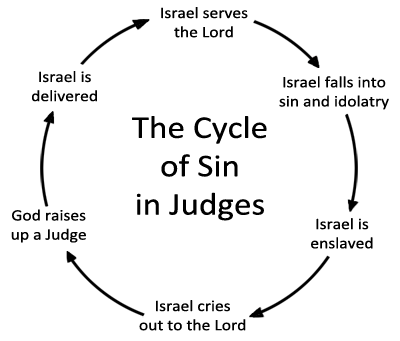 Israel serves
the Lord
Israel falls into
sin and idolatry
Israel is
enslaved
Israel cries
out to the Lord
God raises
up a Judge
Israel is
delivered
The Cycle
of Sin
in Judges